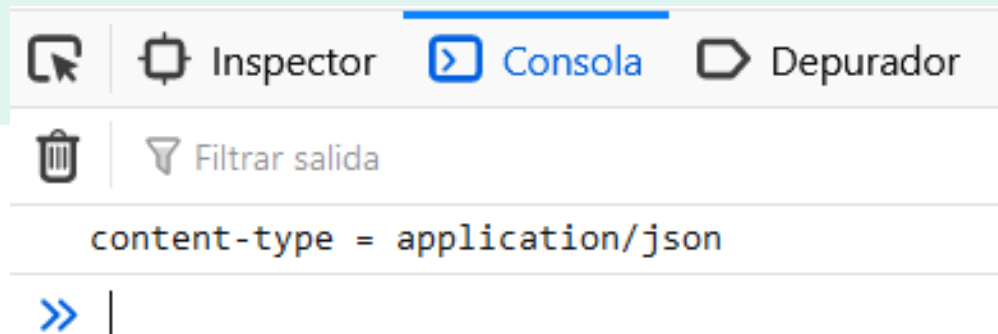 Inspector Consola Depurador
Filtrar salida
content-type = application/json